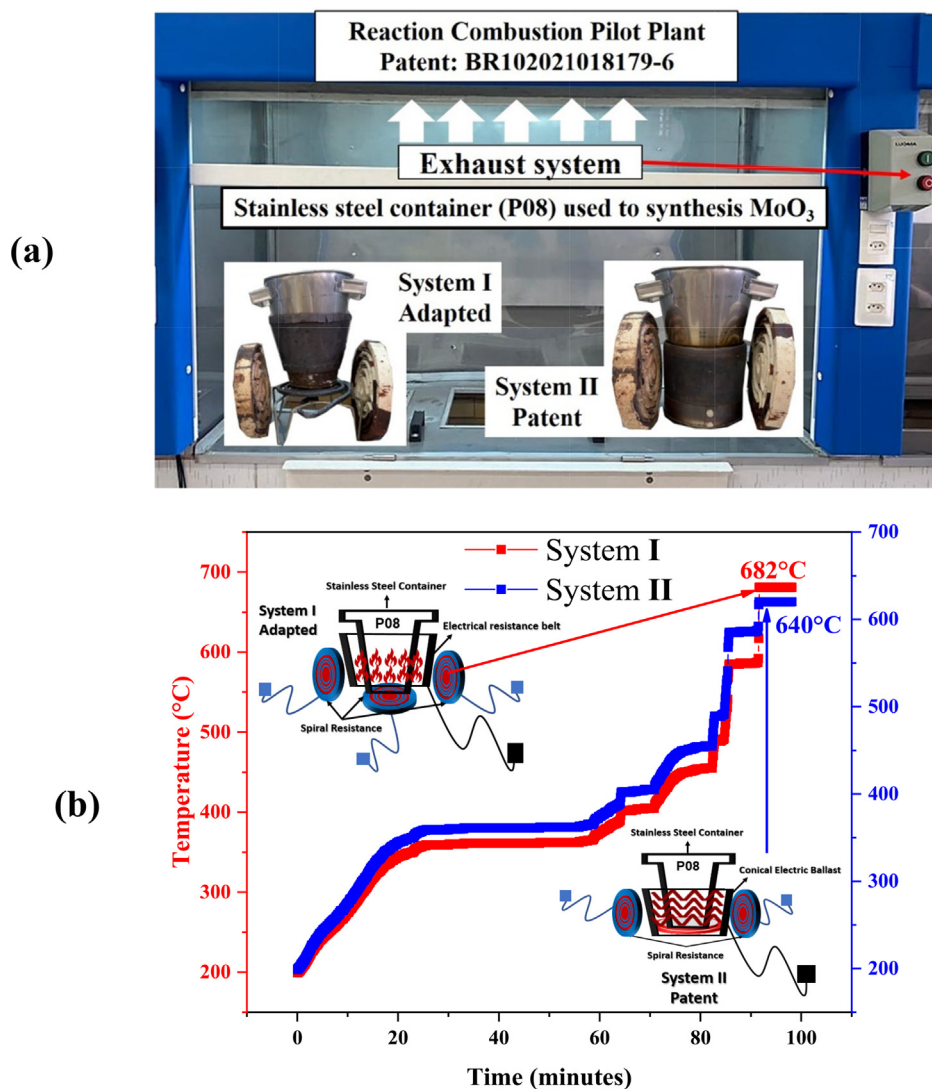 (a)
Reaction Combustion Pilot Plant
Patent: BR102021018179-6
Exhaust system
Stainless steel container (P08) used to synthesis MoO₃
System I
Adapted
System II
Patent
(b)
System I
System II
Temperature (°C)
700
600
500
400
300
200
700
600
500
400
300
200
0
20
40
60
80
100
Time (minutes)
682°C
640°C
Stainless Steel Container
P08
System I
Adapted
Electrical resistance belt
Spiral Resistance
Stainless Steel Container
P08
Conical Electric Ballast
Spiral Resistance
System II
Patent